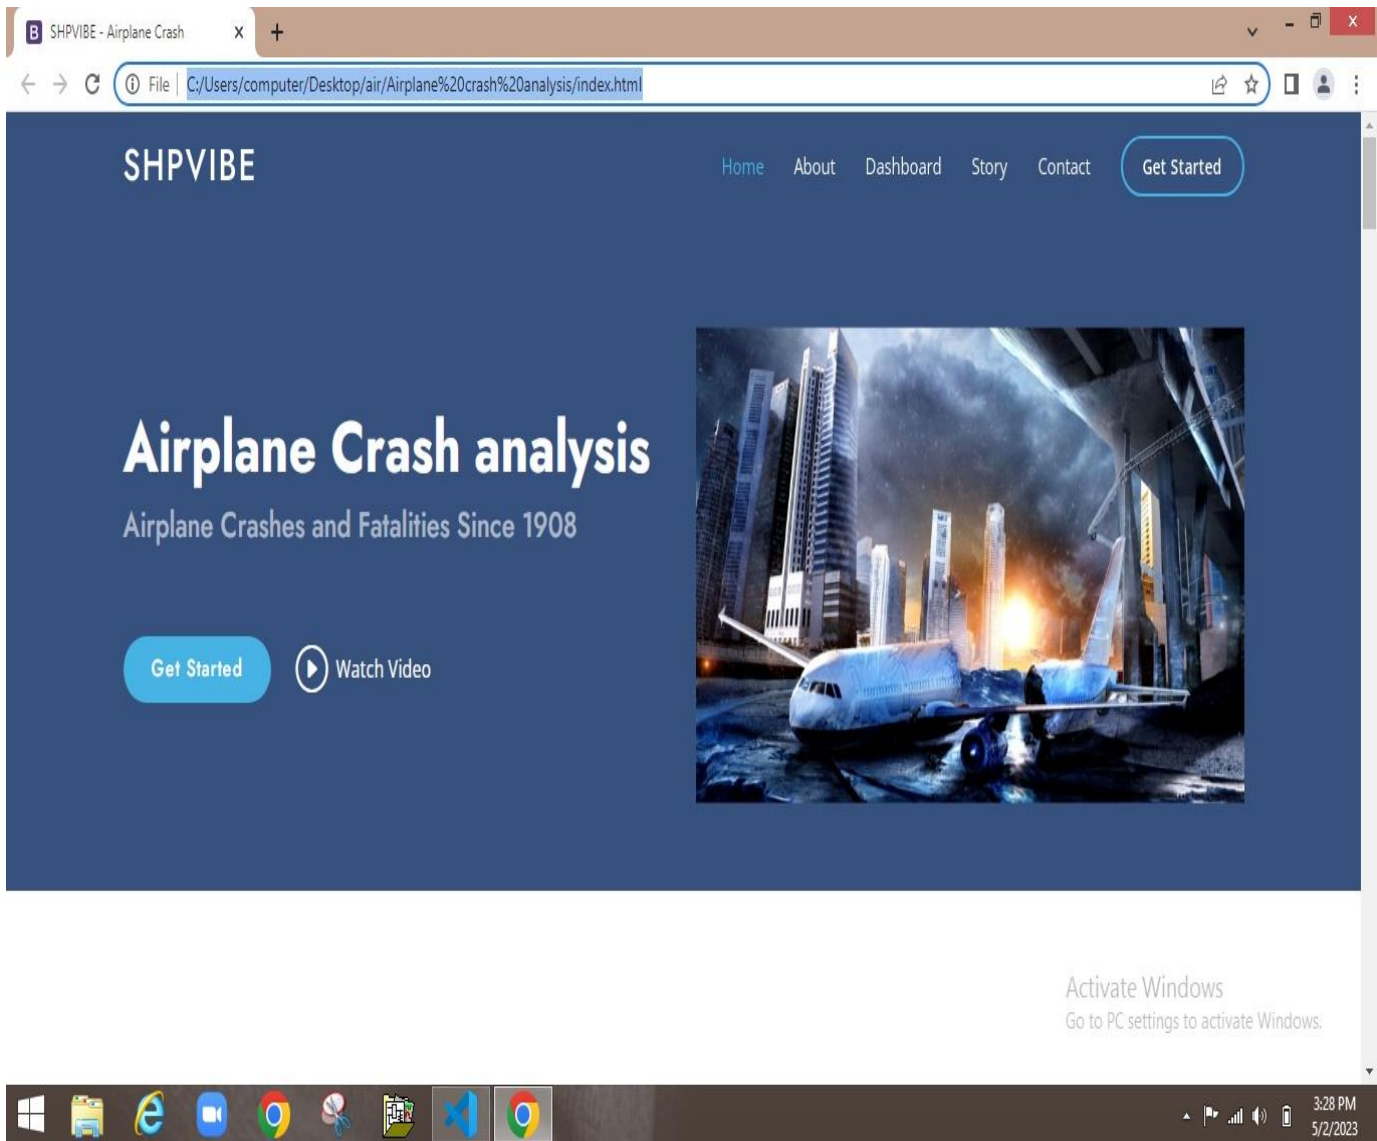 B SHPVIBE - Airplane Crash
File C:/Users/computer/Desktop/air/Airplane%20crash%20analysis/index.html
SHPVIBE
Home About Dashboard Story Contact Get Started
Airplane Crash analysis
Airplane Crashes and Fatalities Since 1908
Get Started Watch Video
Activate Windows
Go to PC settings to activate Windows.
3:28 PM
5/2/2023